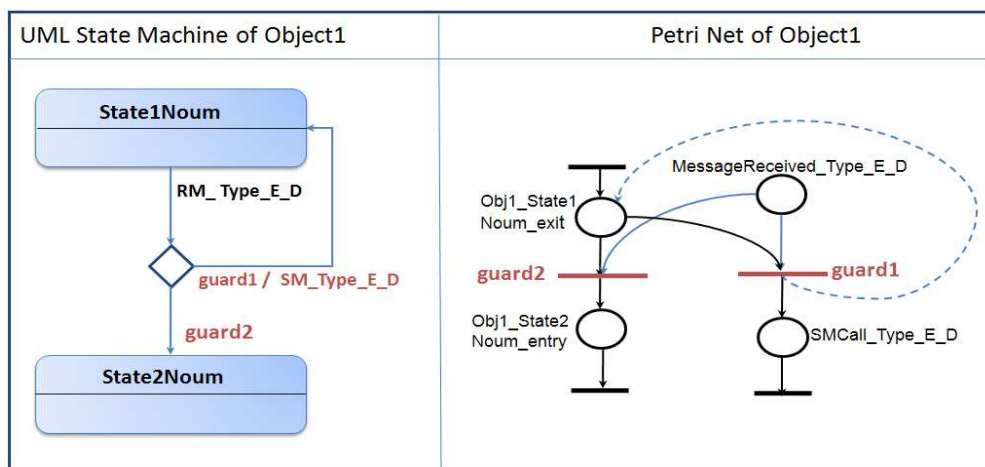 UML State Machine of Object1
Petri Net of Object1
State1Noum
RM_ Type_E_D
guard1 / SM_Type_E_D
guard2
State2Noum
MessageReceived_Type_E_D
Obj1_State1
Noum_exit
guard2
guard1
Obj1_State2
Noum_entry
SMCall_Type_E_D